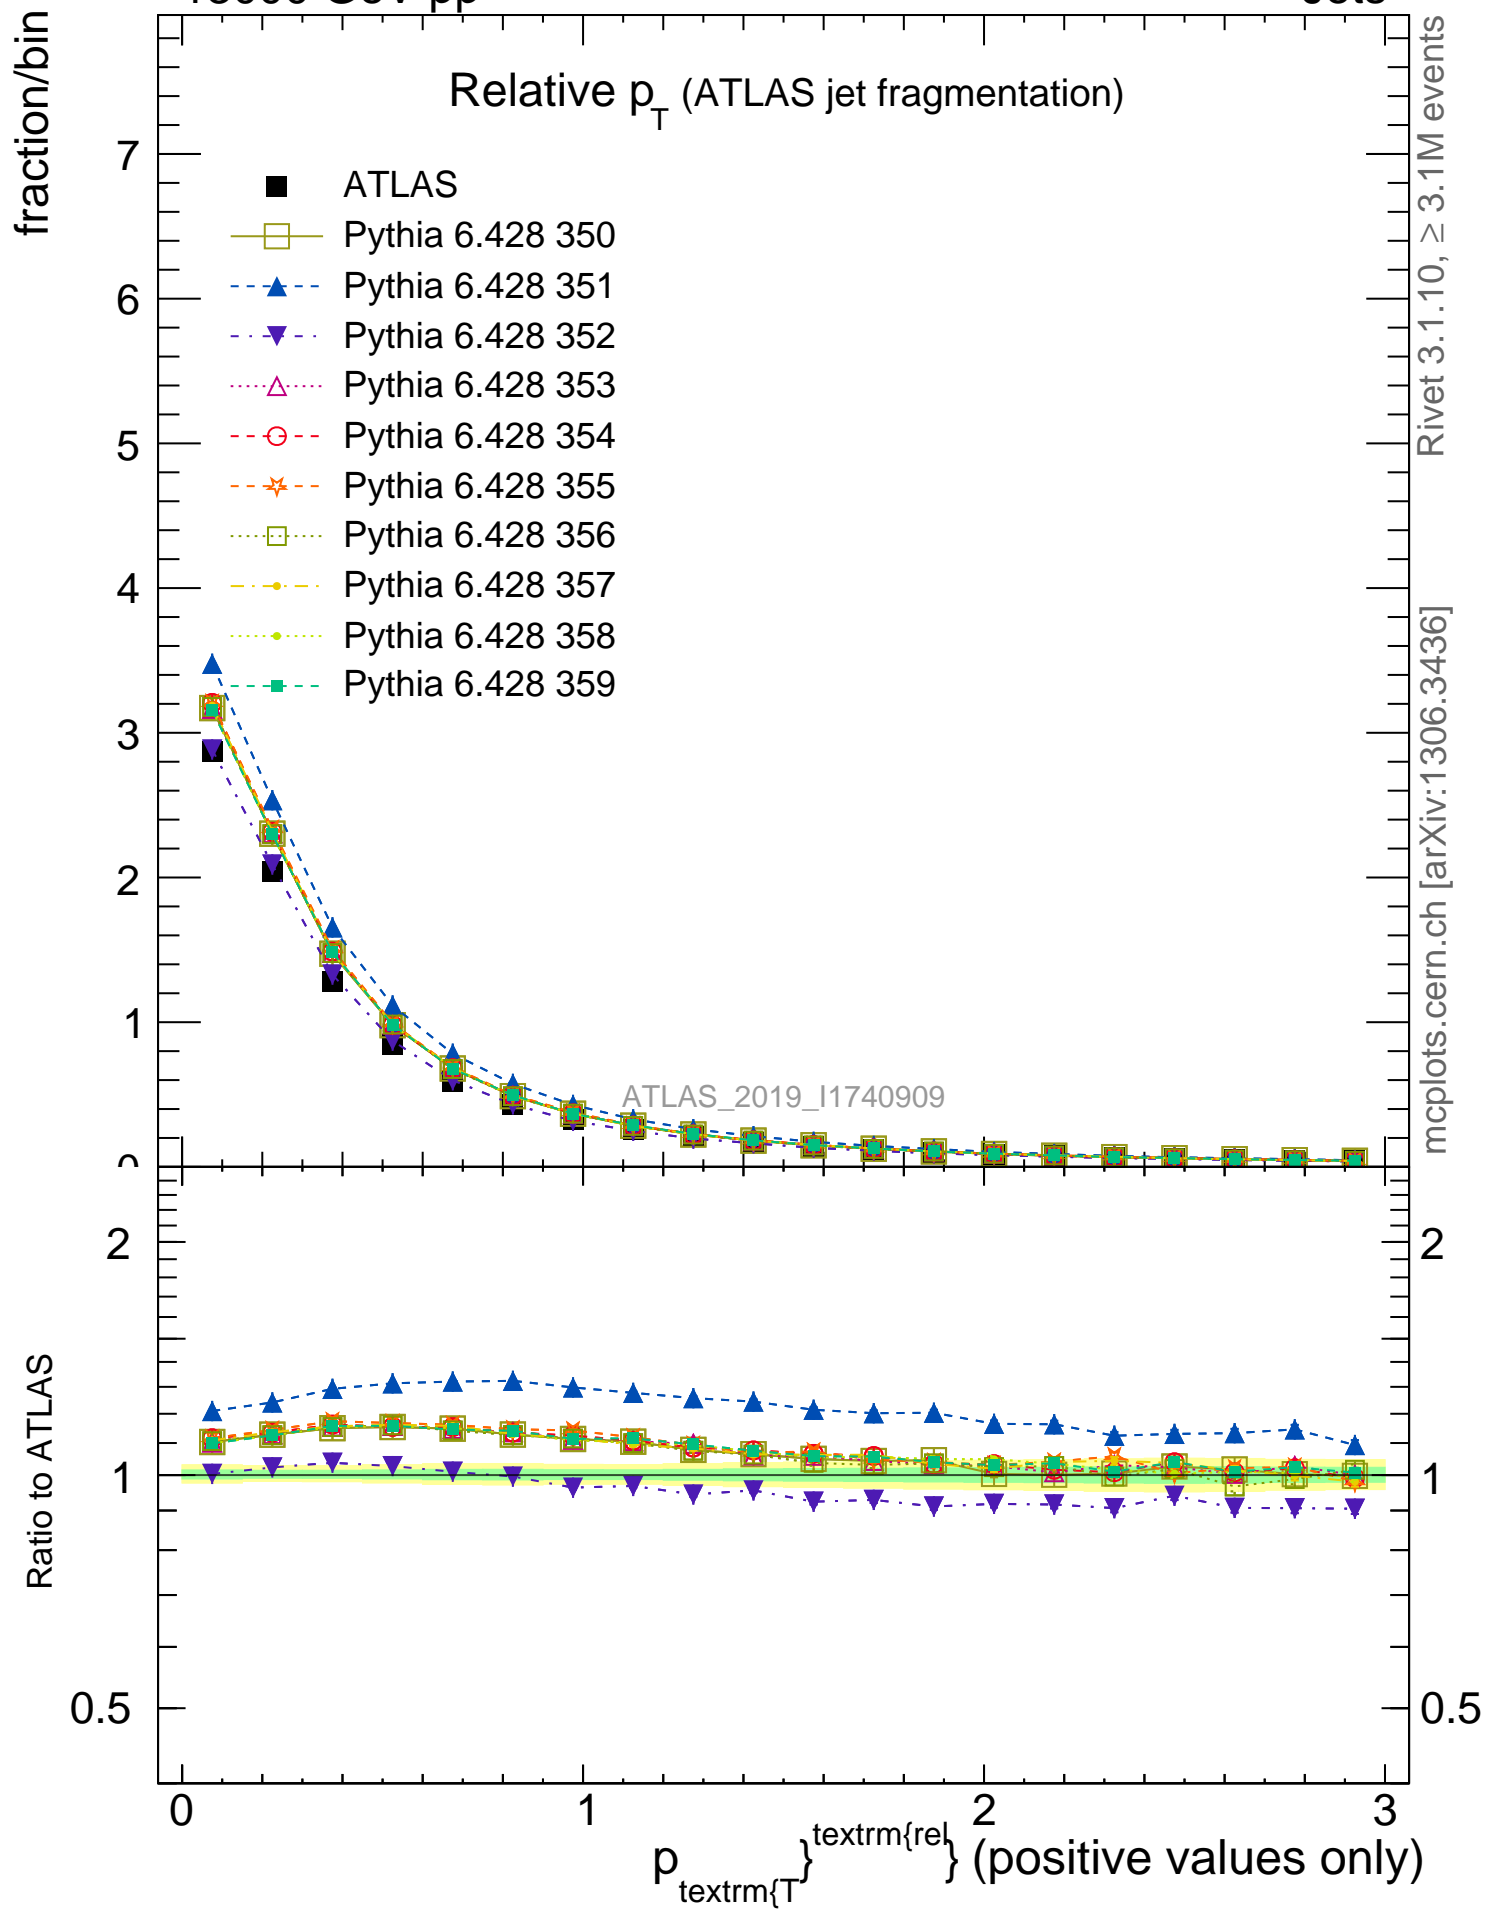 fraction/bin
Relative p_T (ATLAS jet fragmentation)
ATLAS
Pythia 6.428 350
Pythia 6.428 351
Pythia 6.428 352
Pythia 6.428 353
Pythia 6.428 354
Pythia 6.428 355
Pythia 6.428 356
Pythia 6.428 357
Pythia 6.428 358
Pythia 6.428 359
7
6
5
4
3
2
1
0
ATLAS_2019_I1740909
Rivet 3.1.10, ≥ 3.1M events
mcplots.cern.ch [arXiv:1306.3436]
Ratio to ATLAS
2
1
0.5
2
1
0.5
0 1 2 3
p_textrm{T}^textrm{rel} (positive values only)